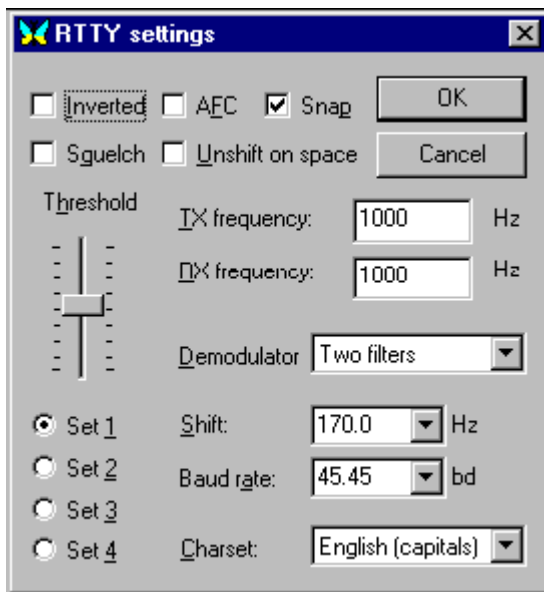 RTTY settings
Inverted AFC Snap OK
Sguelch Unshift on space Cancel
Threshold
TX frequency: 1000 Hz
ПX frequency: 1000 Hz
Demodulator Two filters
Set 1 Shift: 170.0 Hz
Set 2 Baud rate: 45.45 bd
Set 3
Set 4 Charset: English (capitals)